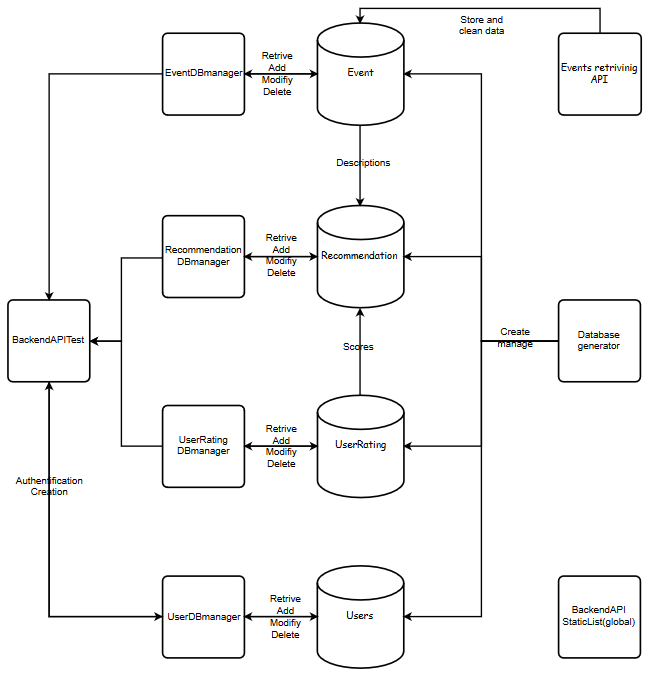 Store and
clean data
EventDBmanager
Retrive
Add
Modifiy
Delete
Event
Events retrivinig
API
Descriptions
Recommendation
DBmanager
Retrive
Add
Modifiy
Delete
Recommendation
BackendAPITest
Scores
Create
manage
Database
generator
UserRating
DBmanager
Retrive
Add
Modifiy
Delete
UserRating
Authentification
Creation
UserDBmanager
Retrive
Add
Modifiy
Delete
Users
BackendAPI
StaticList(global)